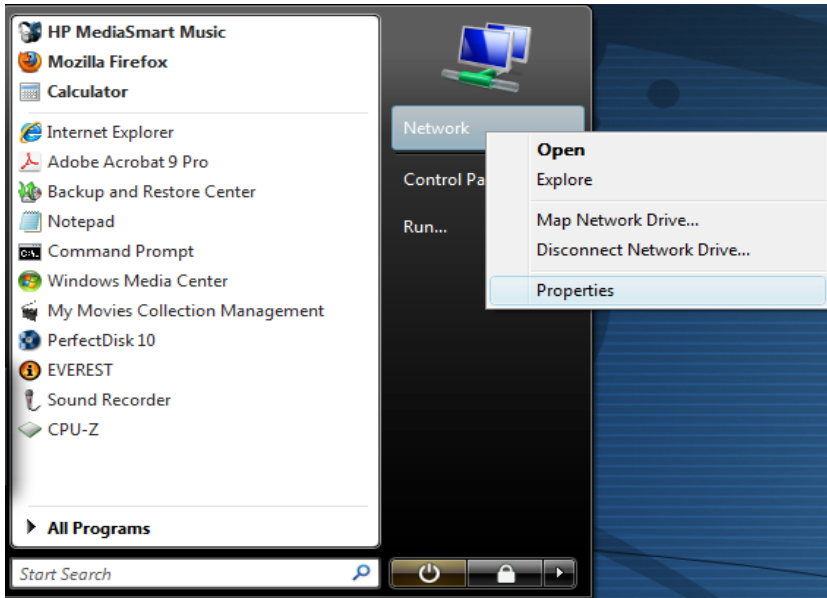 HP MediaSmart Music
Mozilla Firefox
Calculator
Internet Explorer
Adobe Acrobat 9 Pro
Backup and Restore Center
Notepad
Command Prompt
Windows Media Center
My Movies Collection Management
PerfectDisk 10
EVEREST
Sound Recorder
CPU-Z
All Programs
Start Search
Network
Control Pa
Run...
Open
Explore
Map Network Drive...
Disconnect Network Drive...
Properties